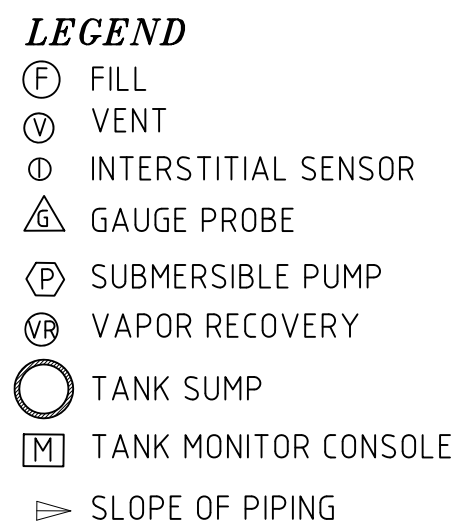 LEGEND
F FILL
V VENT
I INTERSTITIAL SENSOR
G GAUGE PROBE
P SUBMERSIBLE PUMP
VR VAPOR RECOVERY
TANK SUMP
M TANK MONITOR CONSOLE
SLOPE OF PIPING